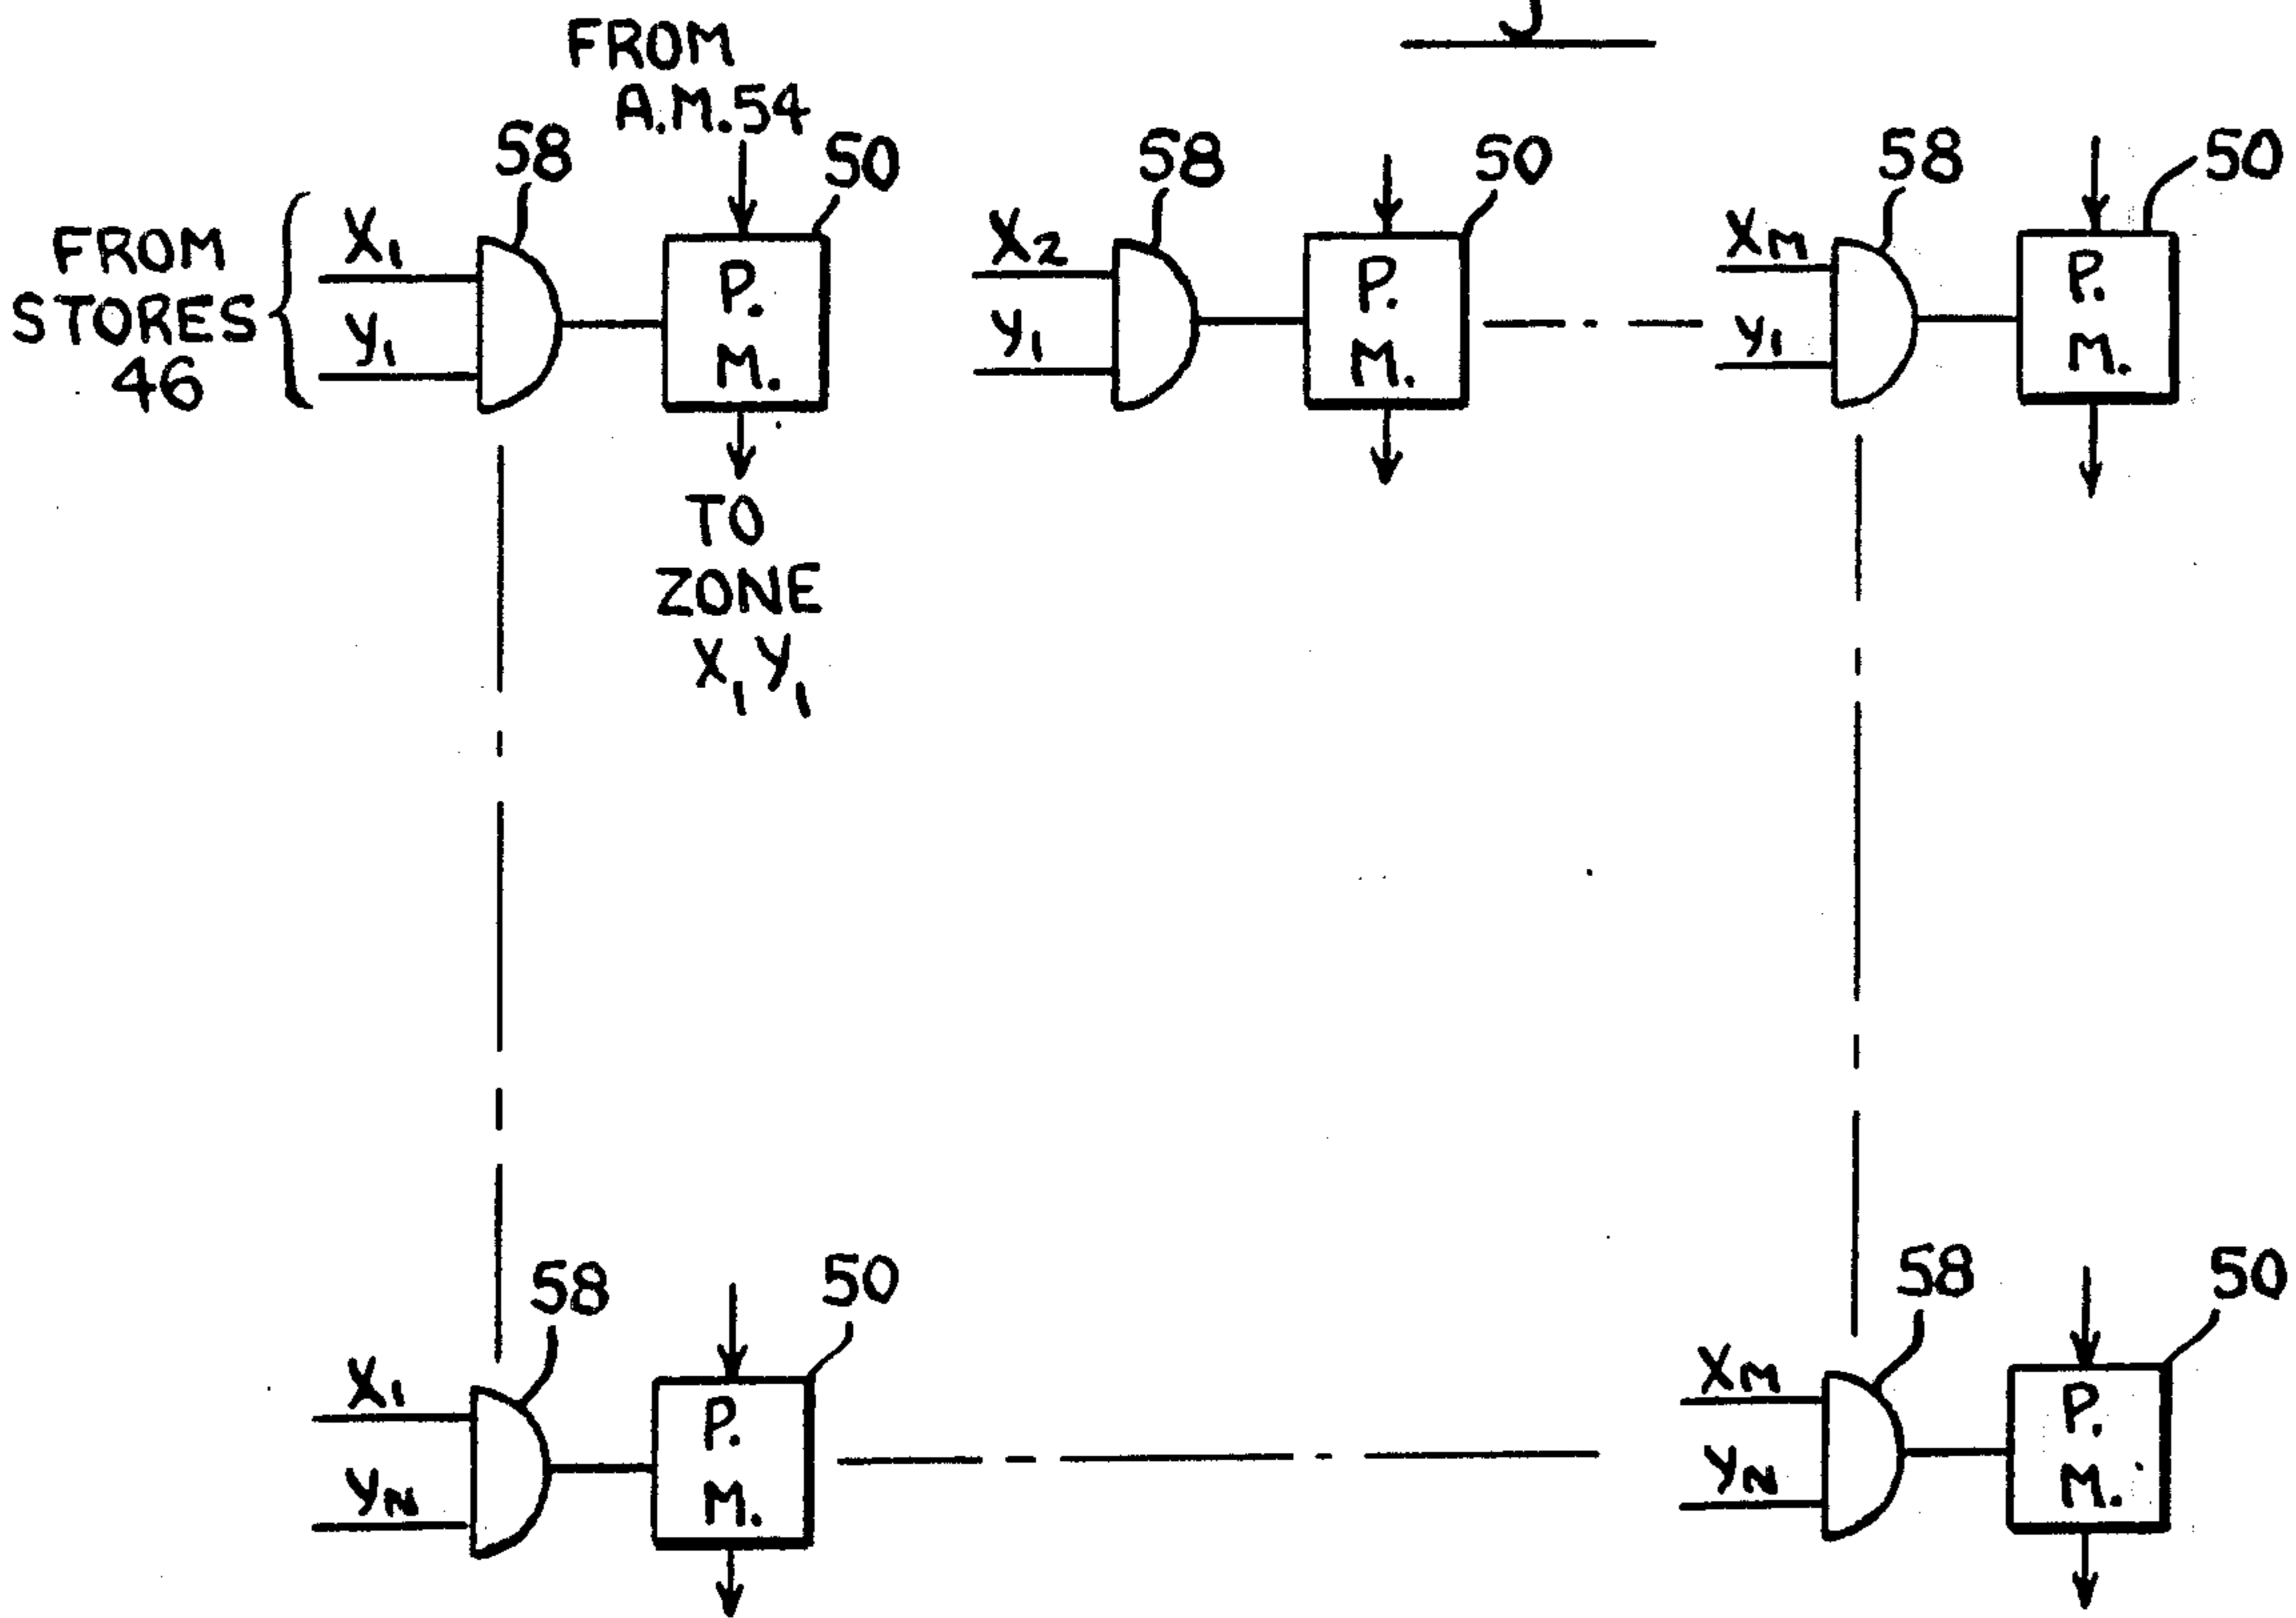 FROM
A.M.54
58
50
58
50
58
50
FROM
STORES
46
X1
Y1
P.
M.
X2
Y1
P.
M.
XM
Y1
P.
M.
TO
ZONE
X1Y1
58
50
58
50
X1
YN
P.
M.
XM
YN
P.
M.